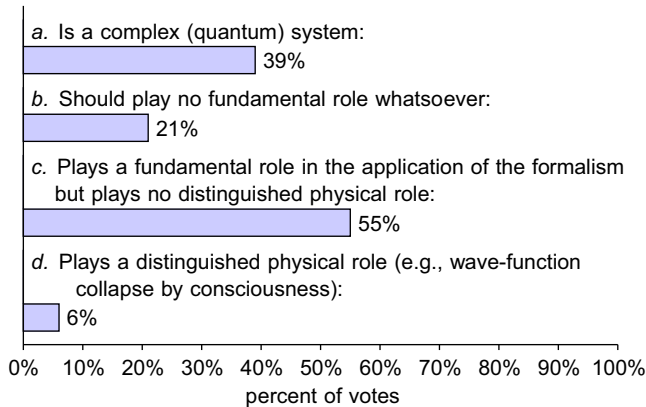 a. Is a complex (quantum) system:
39%
b. Should play no fundamental role whatsoever:
21%
c. Plays a fundamental role in the application of the formalism
but plays no distinguished physical role:
55%
d. Plays a distinguished physical role (e.g., wave-function
collapse by consciousness):
6%
0% 10% 20% 30% 40% 50% 60% 70% 80% 90% 100%
percent of votes